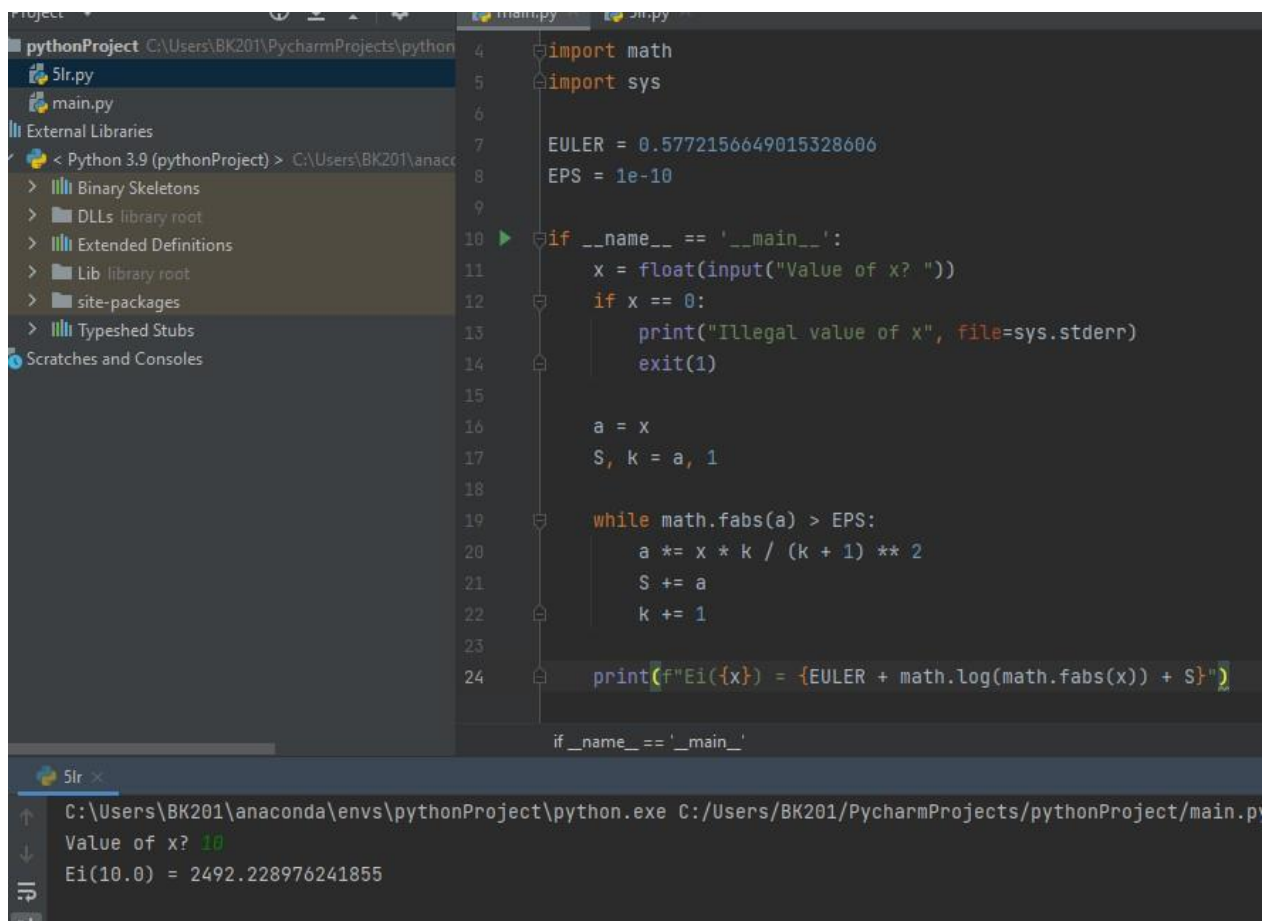 Project
main.py
5lr.py
pythonProject C:\Users\BK201\PycharmProjects\python
5lr.py
main.py
External Libraries
< Python 3.9 (pythonProject) > C:\Users\BK201\anaco
Binary Skeletons
DLLs library root
Extended Definitions
Lib library root
site-packages
Typeshed Stubs
Scratches and Consoles
4 import math
5 import sys
6
7 EULER = 0.5772156649015328606
8 EPS = 1e-10
9
10 if __name__ == '__main__':
11 x = float(input("Value of x? "))
12 if x == 0:
13 print("Illegal value of x", file=sys.stderr)
14 exit(1)
15
16 a = x
17 S, k = a, 1
18
19 while math.fabs(a) > EPS:
20 a *= x * k / (k + 1) ** 2
21 S += a
22 k += 1
23
24 print(f"Ei({x}) = {EULER + math.log(math.fabs(x)) + S}")
if __name__ == '__main__'
5lr
C:\Users\BK201\anaconda\envs\pythonProject\python.exe C:/Users/BK201/PycharmProjects/pythonProject/main.py
Value of x? 10
Ei(10.0) = 2492.228976241855